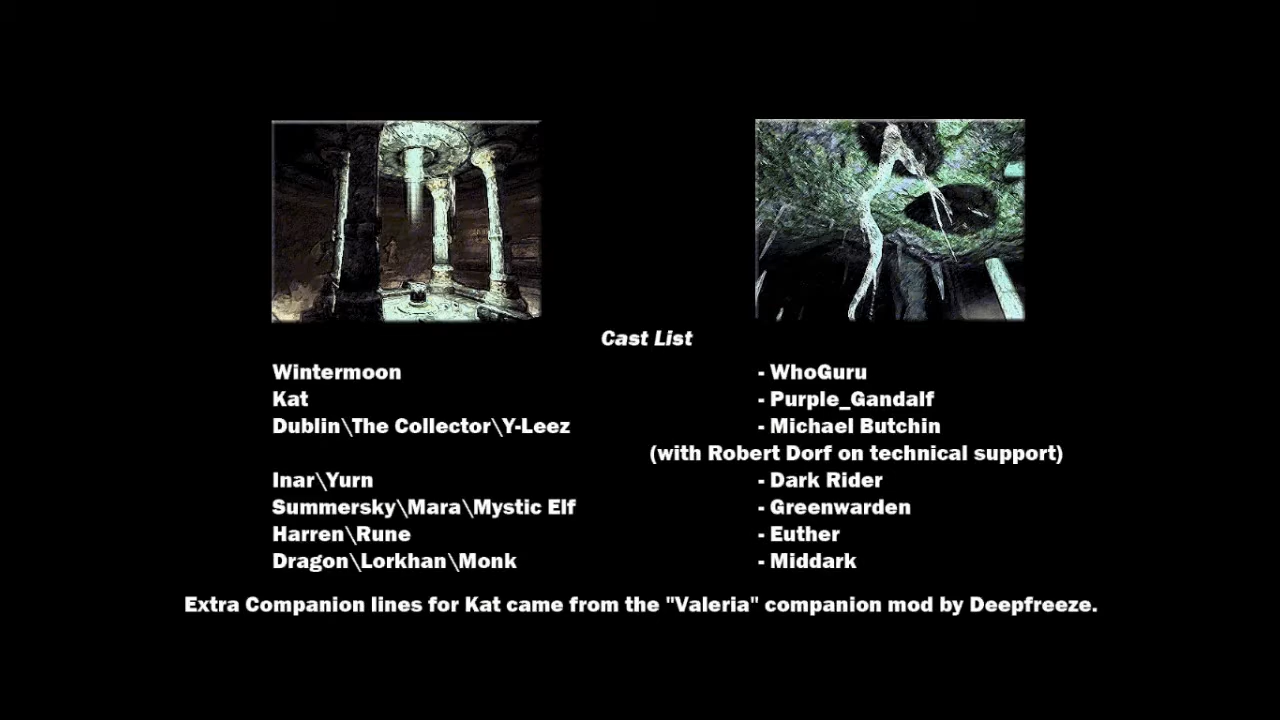 Cast List
Wintermoon - WhoGuru
Kat - Purple_Gandalf
Dublin\The Collector\Y-Leez - Michael Butchin
(with Robert Dorf on technical support)
Inar\Yurn - Dark Rider
Summersky\Mara\Mystic Elf - Greenwarden
Harren\Rune - Euther
Dragon\Lorkhan\Monk - Middark
Extra Companion lines for Kat came from the "Valeria" companion mod by Deepfreeze.